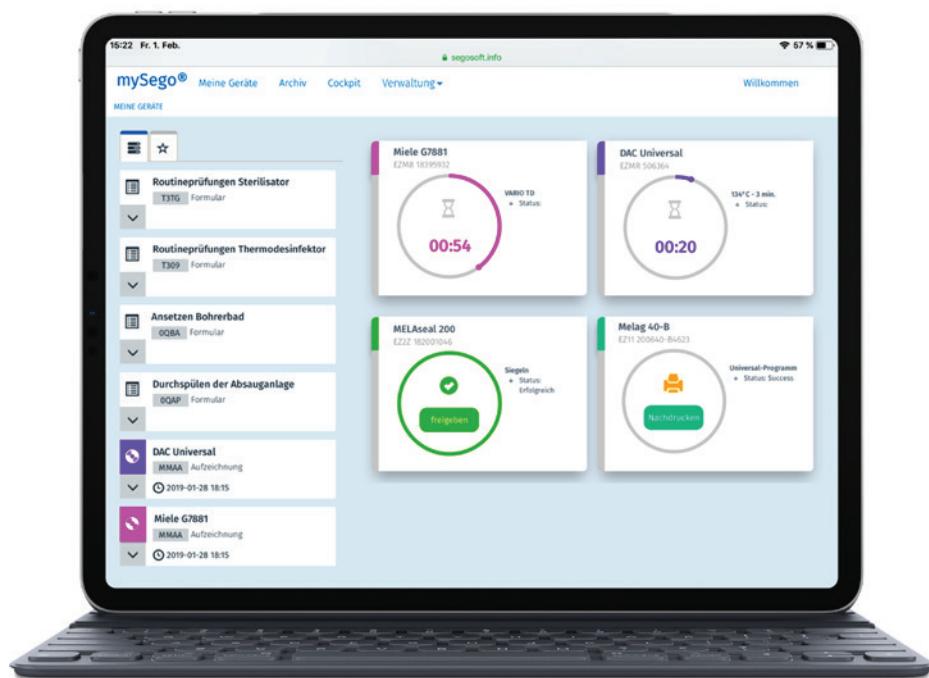 15:22 Fr. 1. Feb.
57 %
segosoft.info
mySego® Meine Geräte Archiv Cockpit Verwaltung Willkommen
MEINE GERÄTE
Routineprüfungen Sterilisator
T3TG Formular
Routineprüfungen Thermodesinfektor
T309 Formular
Ansetzen Bohrerbad
0QBA Formular
Durchspülen der Absauganlage
0QAP Formular
DAC Universal
MMAA Aufzeichnung
2019-01-28 18:15
Miele G7881
MMAA Aufzeichnung
2019-01-28 18:15
Miele G7881
EZMR 18395932
VARIO TD
+ Status:
00:54
DAC Universal
EZMR 506364
134°C - 3 min.
+ Status:
00:20
MELAseal 200
EZ2Z 182001046
Siegeln
+ Status:
Erfolgreich
freigeben
Melag 40-B
EZ11 200640-B4623
Universal-Programm
+ Status: Success
Nachdrucken